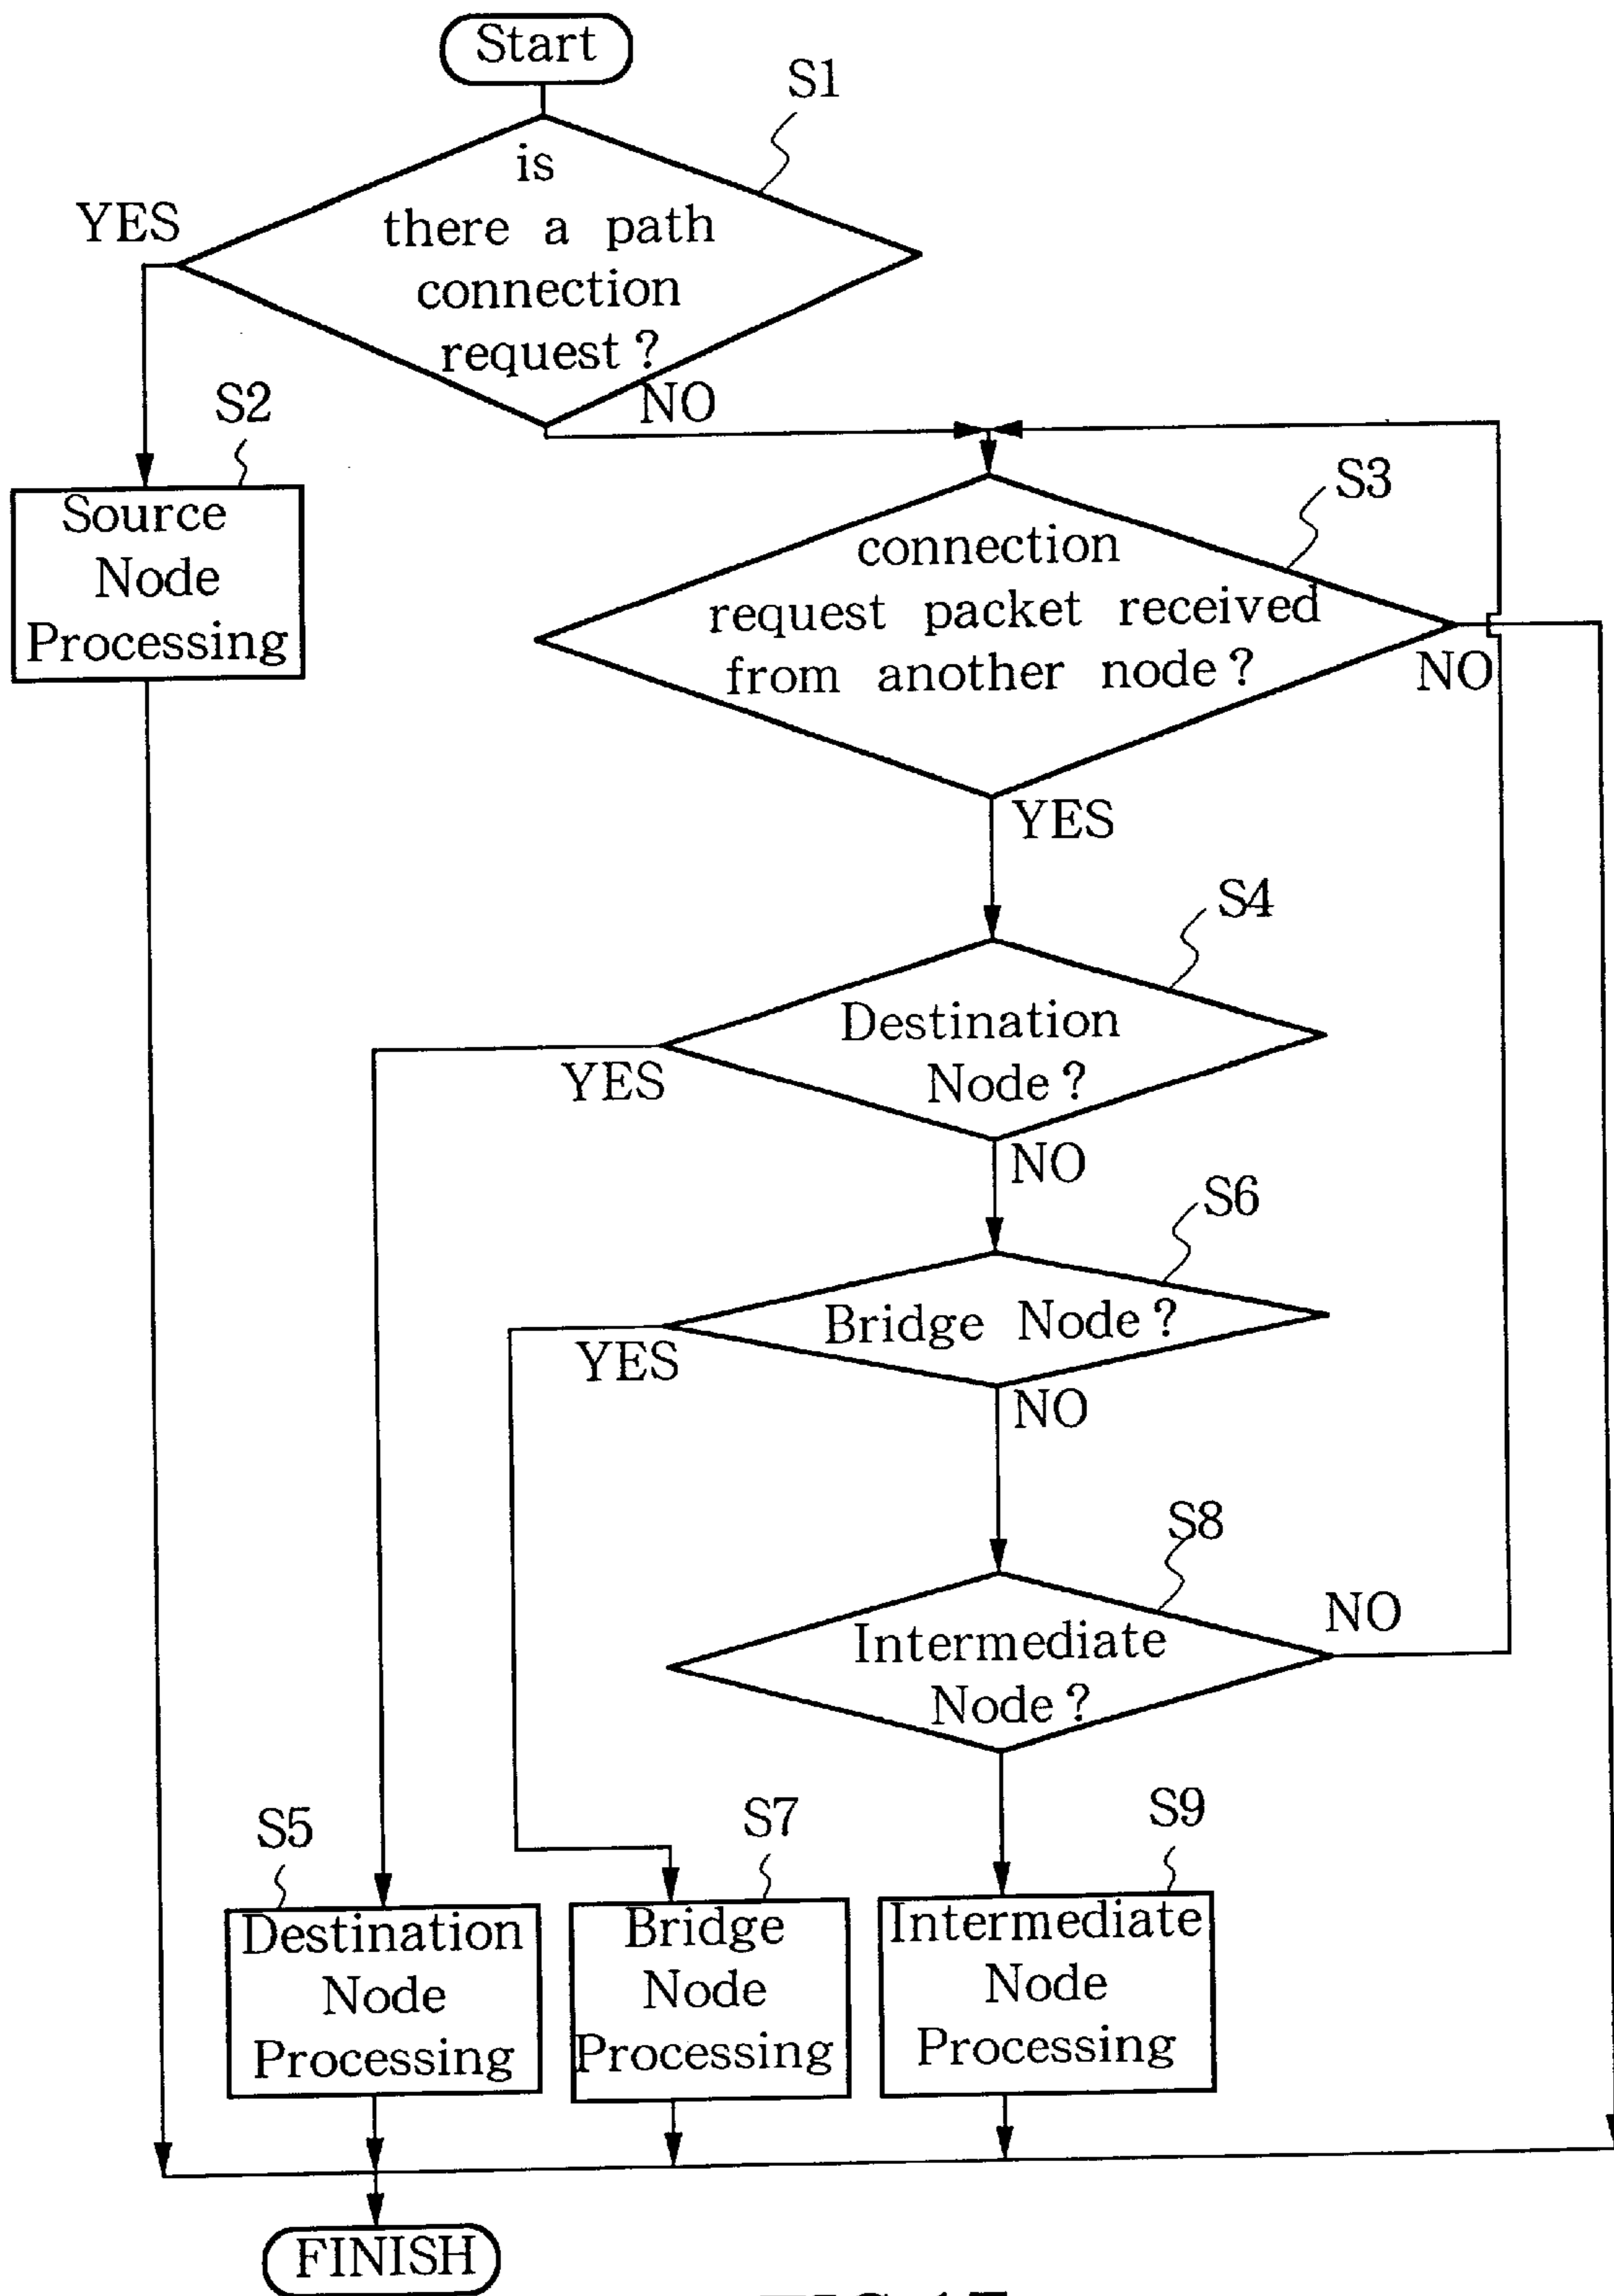 Start
S1
is
there a path
connection
request ?
YES
NO
S2
Source
Node
Processing
S3
connection
request packet received
from another node ?
NO
YES
S4
Destination
Node ?
YES
NO
S6
Bridge Node ?
YES
NO
S8
Intermediate
Node ?
NO
S5
Destination
Node
Processing
S7
Bridge
Node
Processing
S9
Intermediate
Node
Processing
FINISH